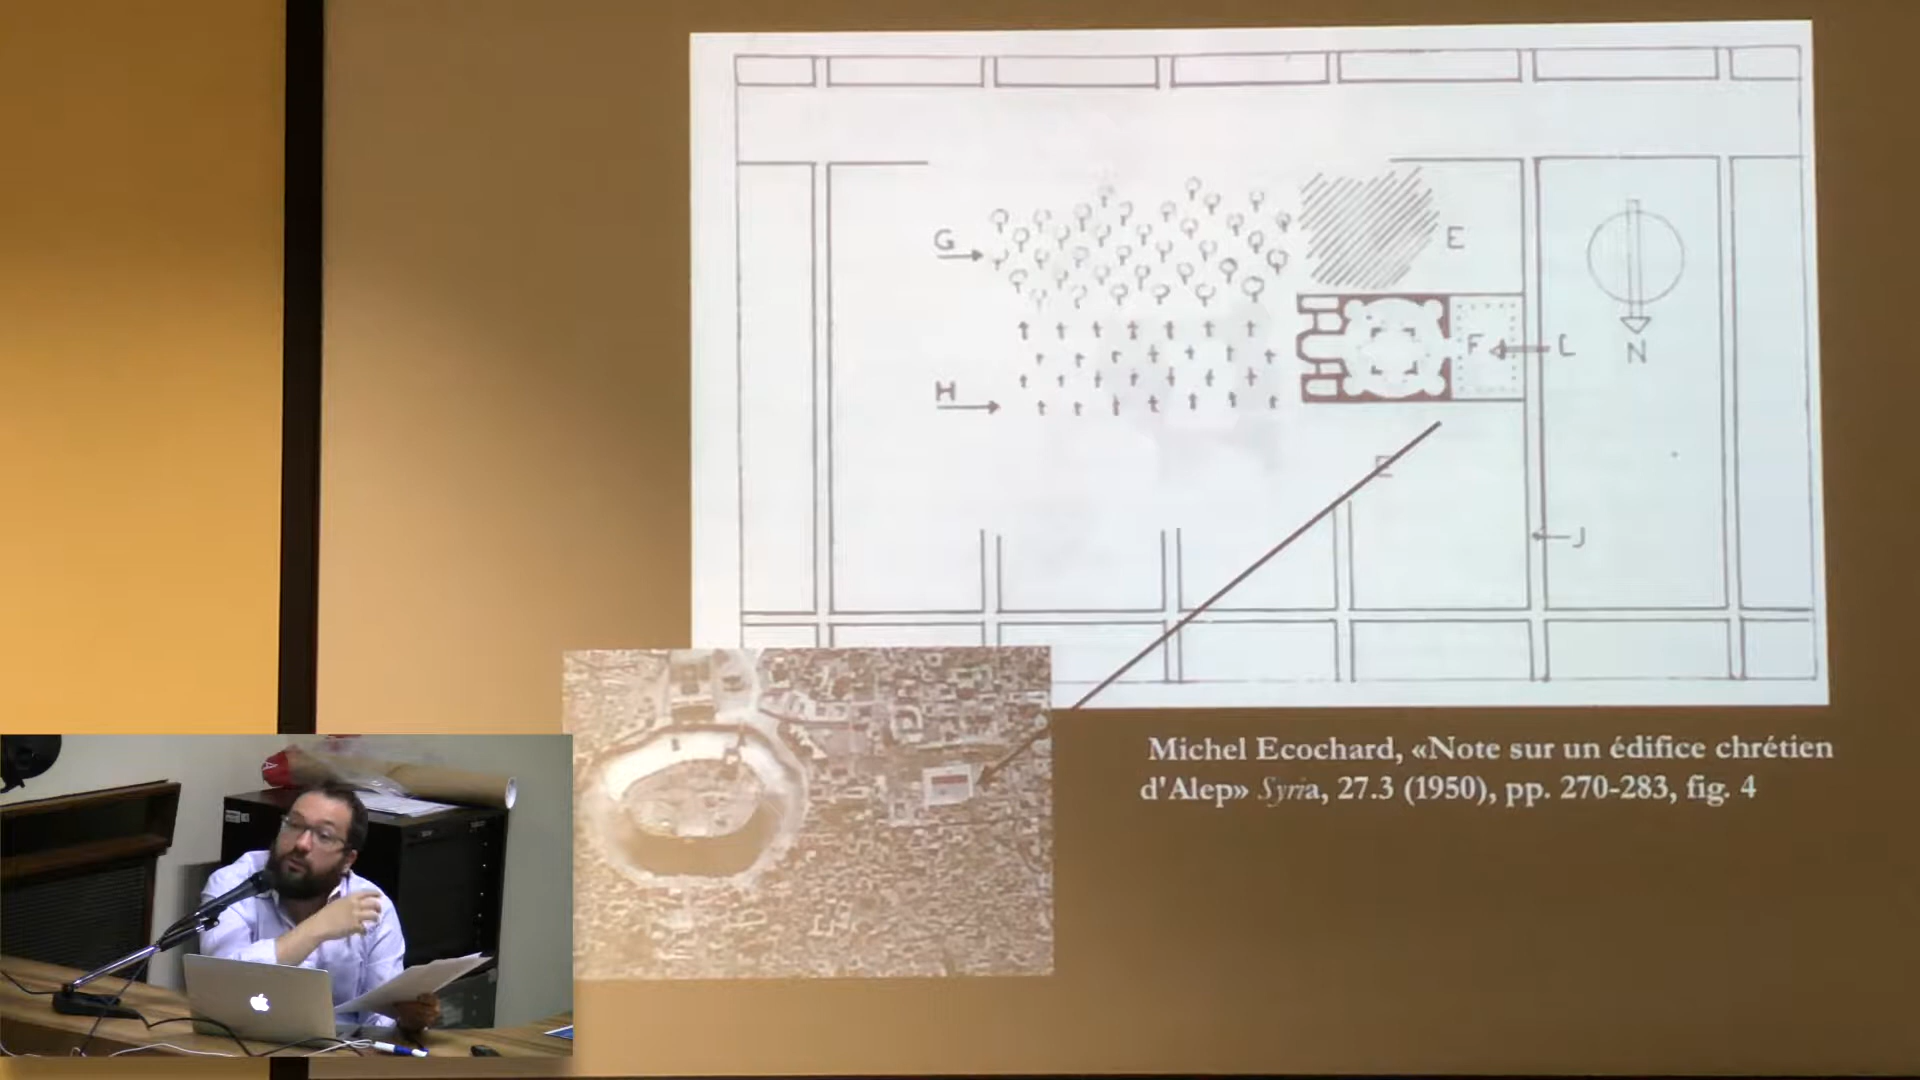 G
E
F
L
N
H
E
J
Michel Ecochard, «Note sur un édifice chrétien
d'Alep» Syria, 27.3 (1950), pp. 270-283, fig. 4